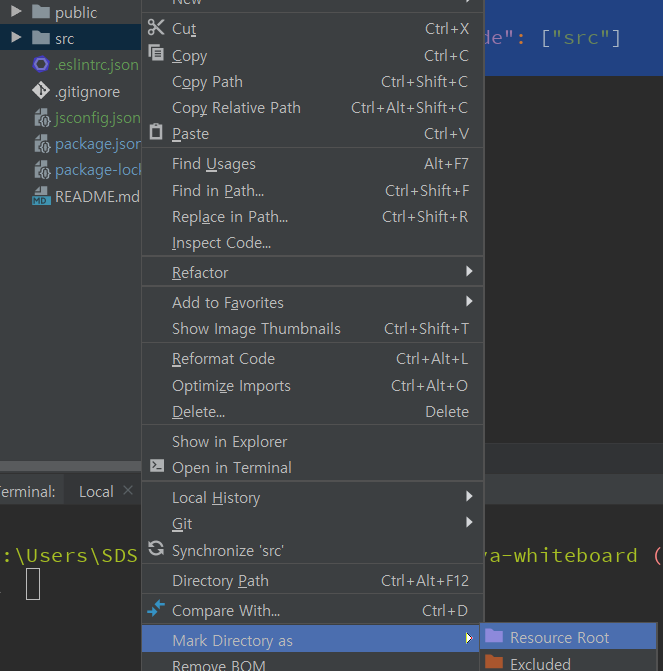 New
public
src
.eslintrc.json
.gitignore
jsconfig.json
package.json
package-lock
README.md
Cut Ctrl+X
Copy Ctrl+C
Copy Path Ctrl+Shift+C
Copy Relative Path Ctrl+Alt+Shift+C
Paste Ctrl+V
Find Usages Alt+F7
Find in Path... Ctrl+Shift+F
Replace in Path... Ctrl+Shift+R
Inspect Code...
Refactor
Add to Favorites
Show Image Thumbnails Ctrl+Shift+T
Reformat Code Ctrl+Alt+L
Optimize Imports Ctrl+Alt+O
Delete... Delete
Show in Explorer
Open in Terminal
Local History
Git
Synchronize 'src'
Directory Path Ctrl+Alt+F12
Compare With... Ctrl+D
Mark Directory as
Remove BOM
de": ["src"]
erminal: Local
:\Users\SDS
va-whiteboard (
Resource Root
Excluded